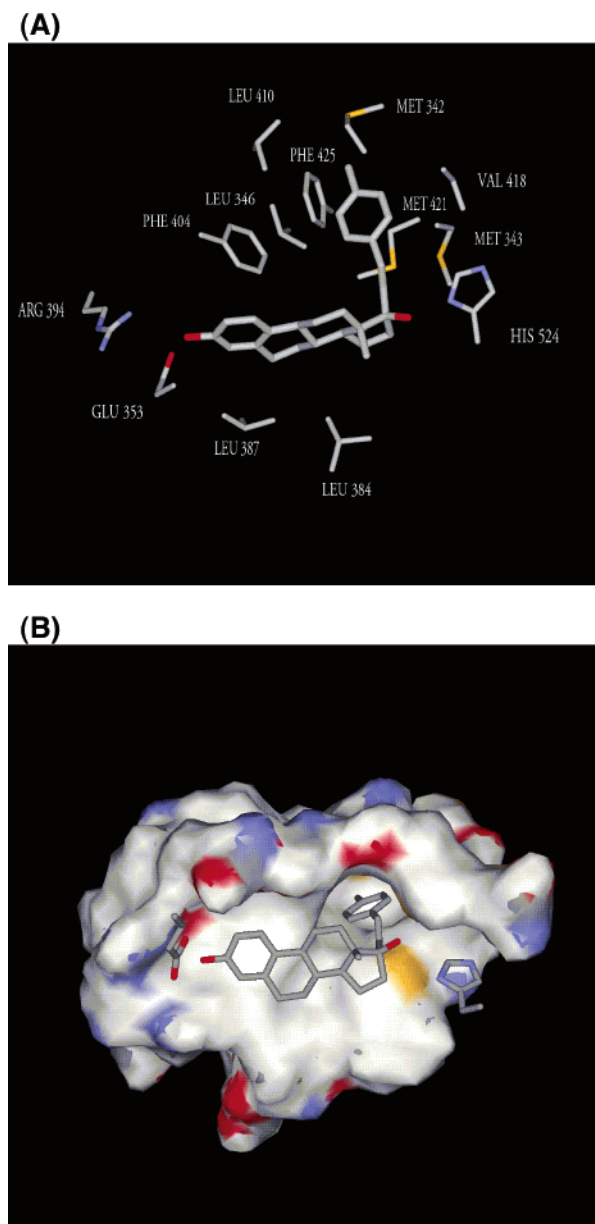 (A)
LEU 410
MET 342
PHE 425
VAL 418
LEU 346
MET 421
PHE 404
MET 343
ARG 394
HIS 524
GLU 353
LEU 387
LEU 384
(B)